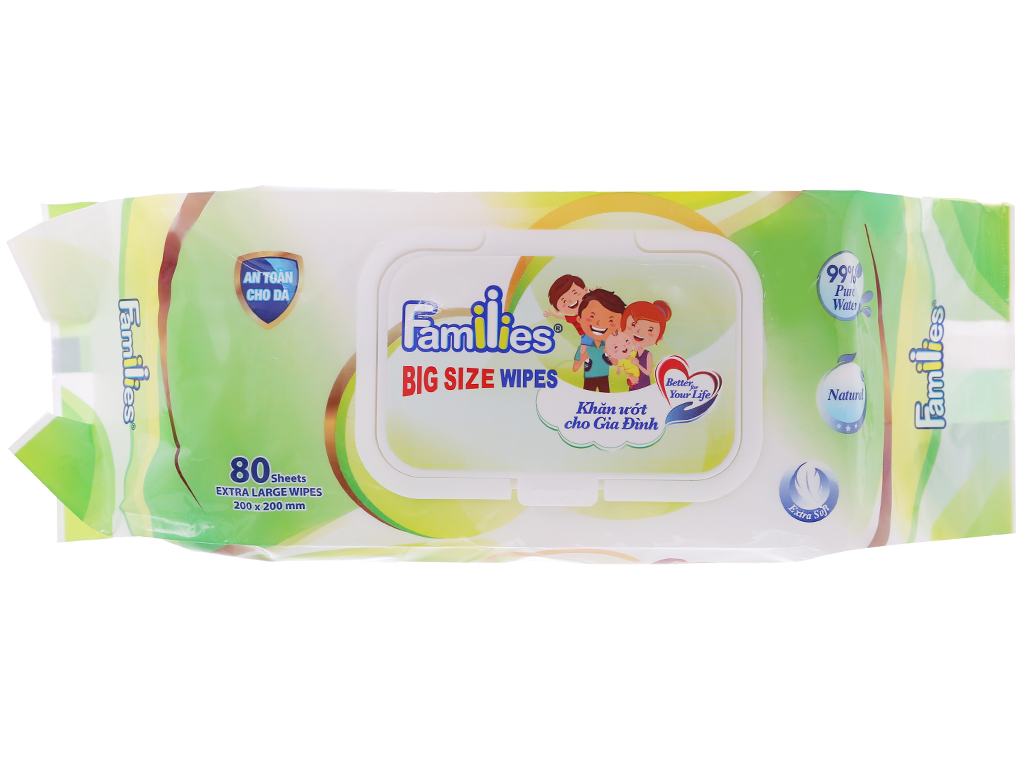 AN TOÀN
CHO DA
Families
Families®
BIG SIZE WIPES
Better for
Your Life
Khăn ướt
cho Gia Đình
80 Sheets
EXTRA LARGE WIPES
200 x 200 mm
99%
Pure
Water
Natural
Extra Soft
Families